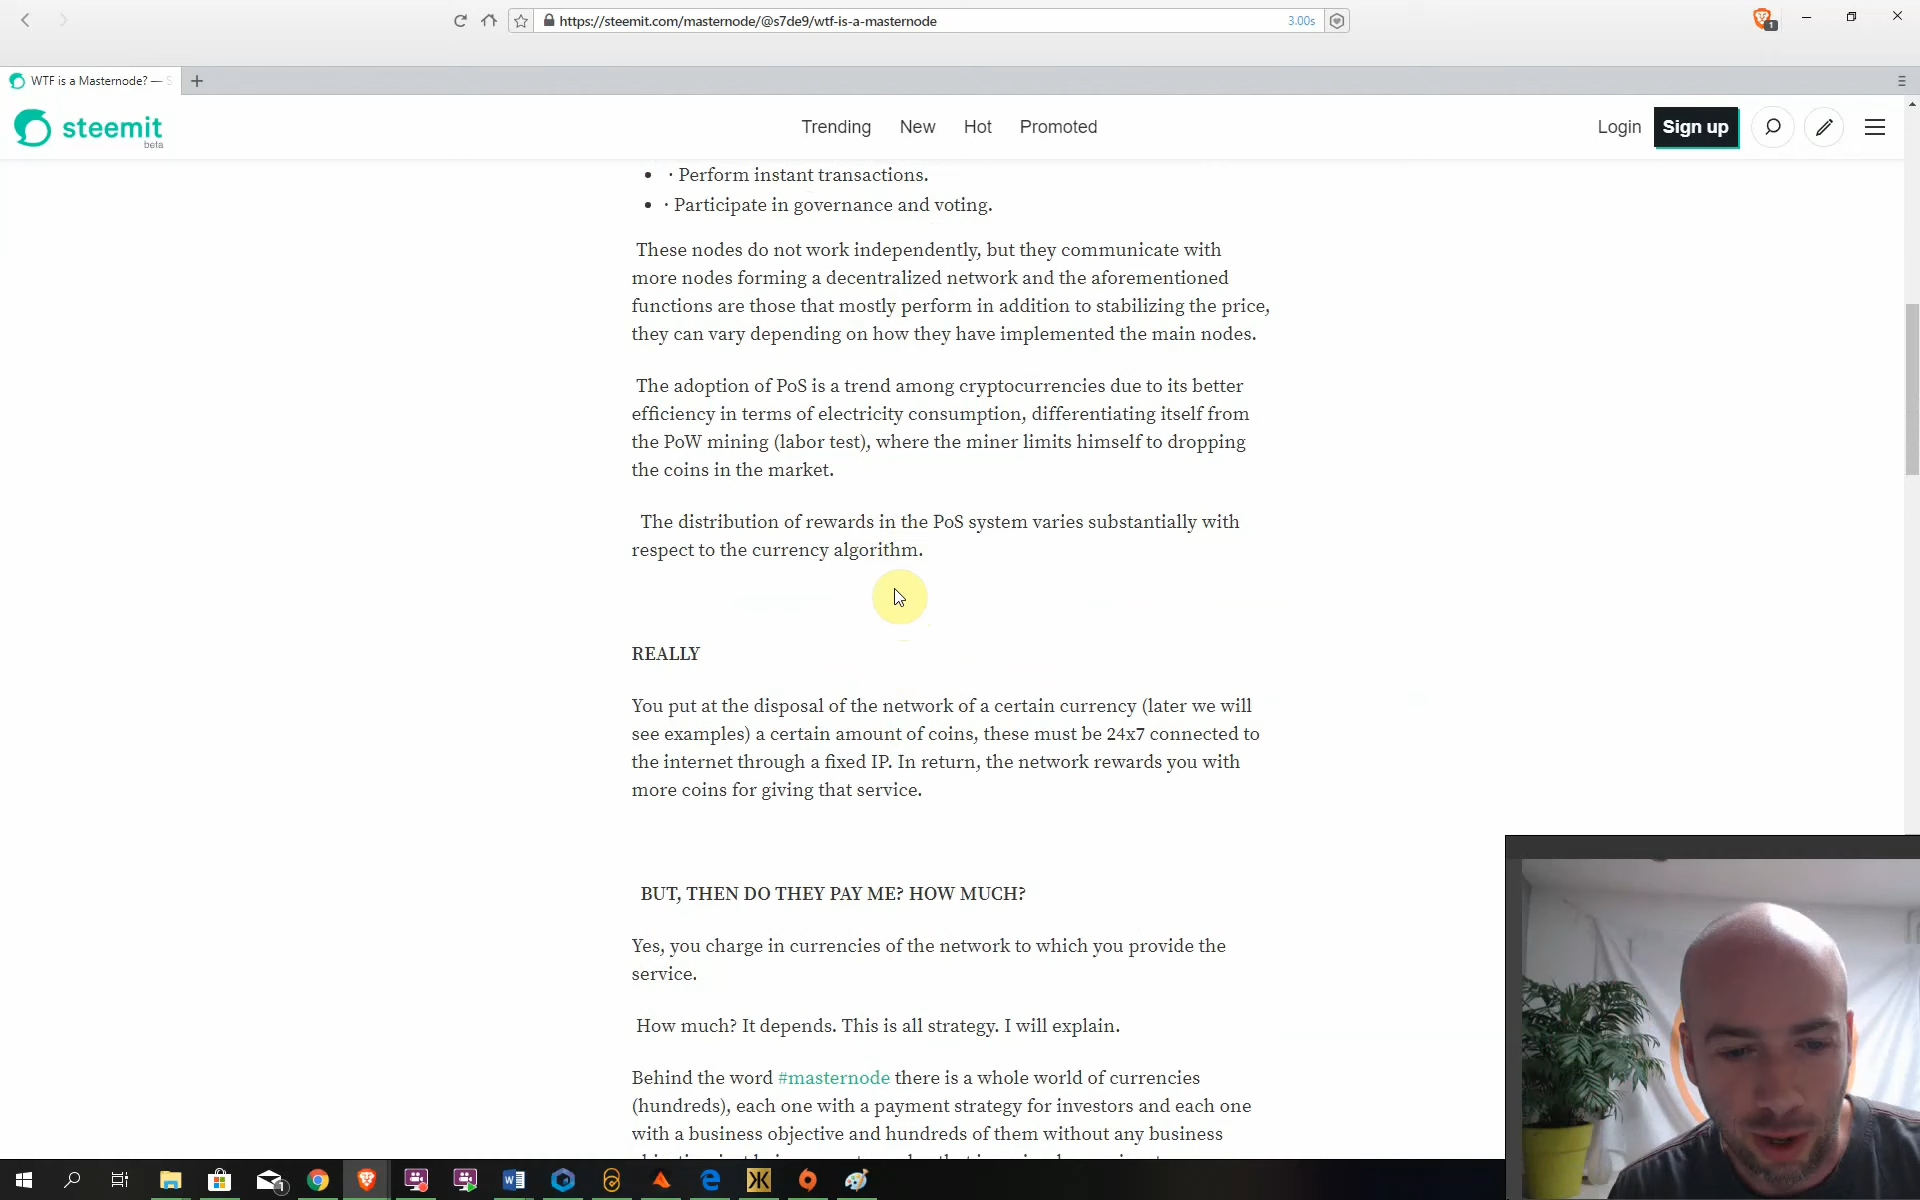 https://steemit.com/masternode/@s7de9/wtf-is-a-masternode
3.00s
1
WTF is a Masternode? — S
steemit
beta
Trending
New
Hot
Promoted
Login
Sign up
• · Perform instant transactions.
• · Participate in governance and voting.
These nodes do not work independently, but they communicate with
more nodes forming a decentralized network and the aforementioned
functions are those that mostly perform in addition to stabilizing the price,
they can vary depending on how they have implemented the main nodes.
The adoption of PoS is a trend among cryptocurrencies due to its better
efficiency in terms of electricity consumption, differentiating itself from
the PoW mining (labor test), where the miner limits himself to dropping
the coins in the market.
The distribution of rewards in the PoS system varies substantially with
respect to the currency algorithm.
REALLY
You put at the disposal of the network of a certain currency (later we will
see examples) a certain amount of coins, these must be 24x7 connected to
the internet through a fixed IP. In return, the network rewards you with
more coins for giving that service.
BUT, THEN DO THEY PAY ME? HOW MUCH?
Yes, you charge in currencies of the network to which you provide the
service.
How much? It depends. This is all strategy. I will explain.
Behind the word #masternode there is a whole world of currencies
(hundreds), each one with a payment strategy for investors and each one
with a business objective and hundreds of them without any business
1